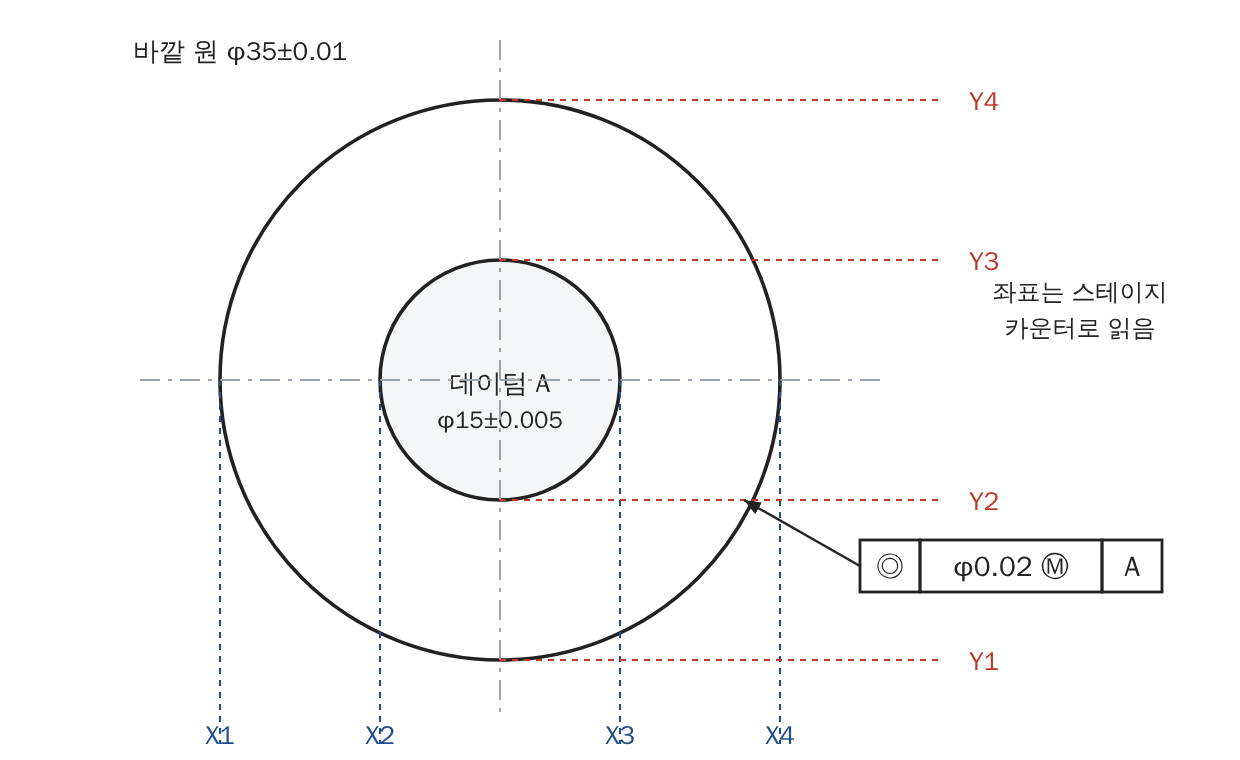 바깥 원 φ35±0.01
Y4
Y3
좌표는 스테이지
카운터로 읽음
데이텀 A
φ15±0.005
Y2
◎ φ0.02 Ⓜ A
Y1
X1 X2 X3 X4